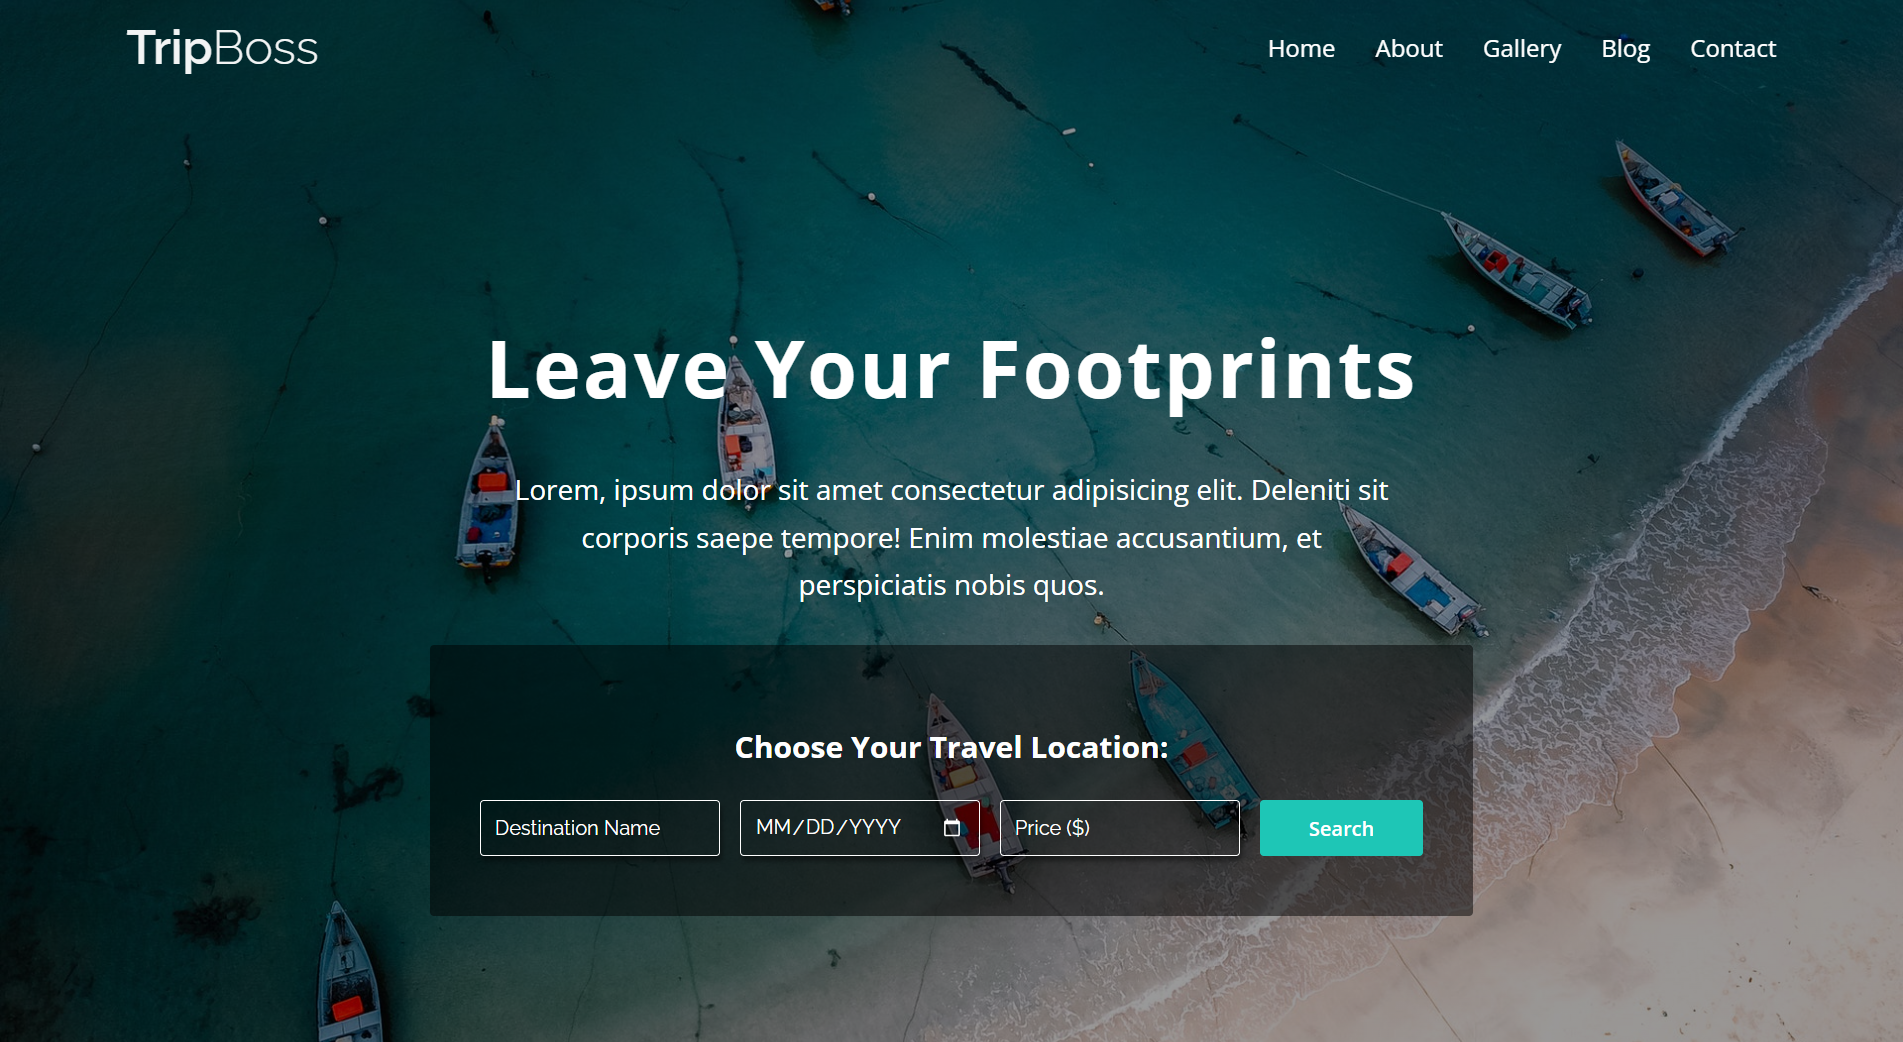 TripBoss
Home About Gallery Blog Contact
Leave Your Footprints
Lorem, ipsum dolor sit amet consectetur adipisicing elit. Deleniti sit
corporis saepe tempore! Enim molestiae accusantium, et
perspiciatis nobis quos.
Choose Your Travel Location:
Destination Name MM/DD/YYYY Price ($) Search